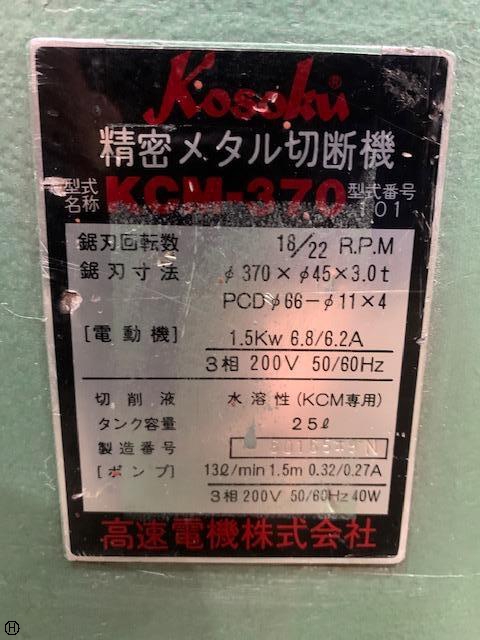 Kosoku®
精密メタル切断機
型式名称 KCM-370 型式番号 101
鋸刃回転数 18/22 R.P.M
鋸刃寸法 φ370×φ45×3.0t
PCDφ66-φ11×4
[電動機] 1.5Kw 6.8/6.2A
3相 200V 50/60Hz
切削液 水溶性(KCM専用)
タンク容量 25ℓ
製造番号
[ポンプ] 13ℓ/min 1.5m 0.32/0.27A
3相 200V 50/60Hz 40W
高速電機株式会社
H